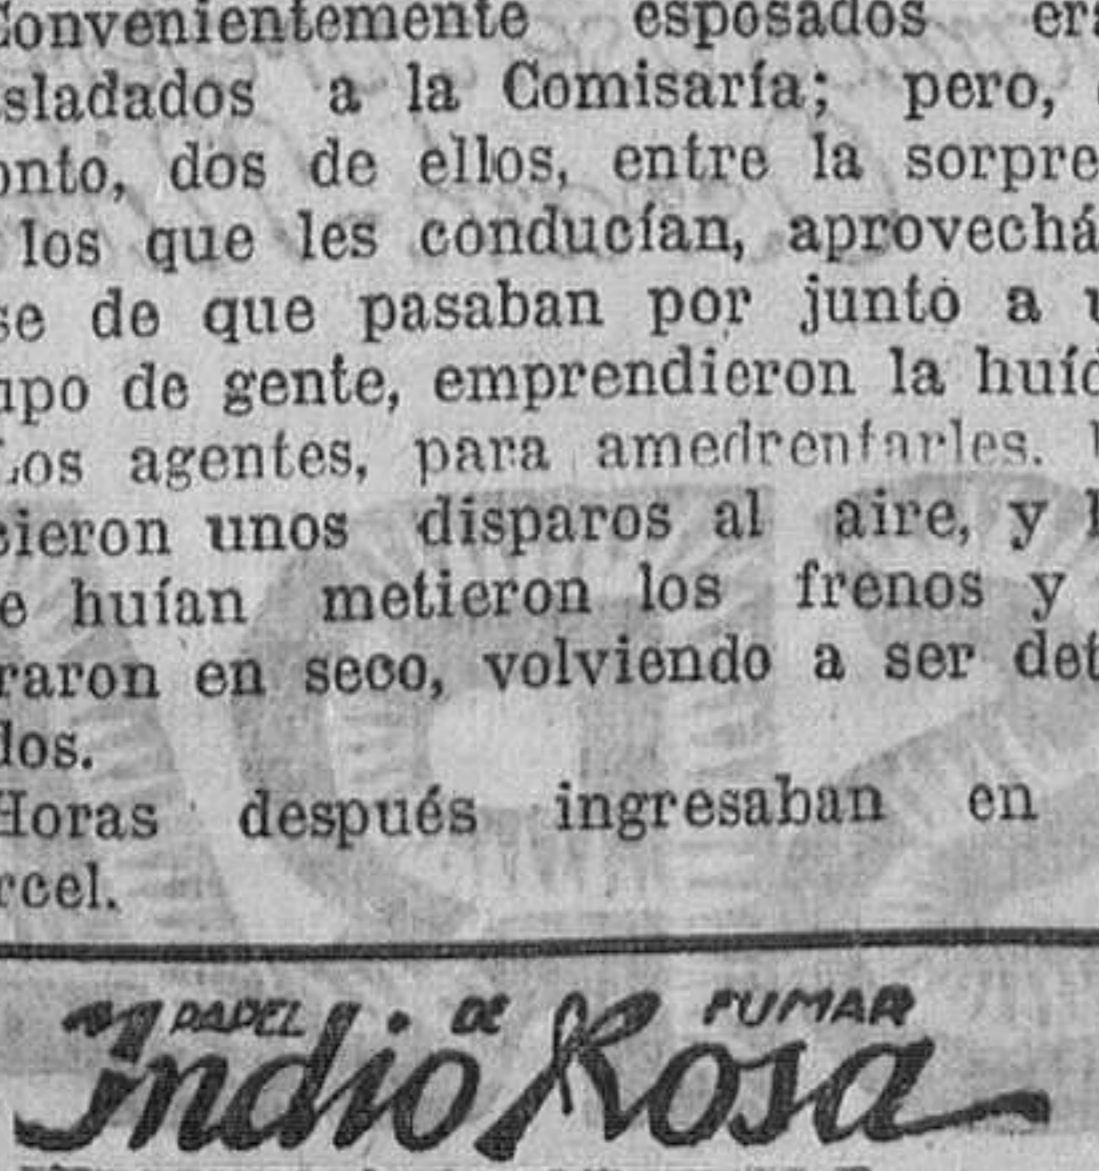 Convenientemente esposados era
sladados a la Comisaría; pero,
onto, dos de ellos, entre la sorpre
los que les conducían, aprovechá
se de que pasaban por junto a u
upo de gente, emprendieron la huíd
Los agentes, para amedrentarles.
cieron unos disparos al aire, y
e huían metieron los frenos y
raron en seco, volviendo a ser det
dos.
Horas después ingresaban en
rcel.
PAPEL DE FUMAR
Indio Rosa